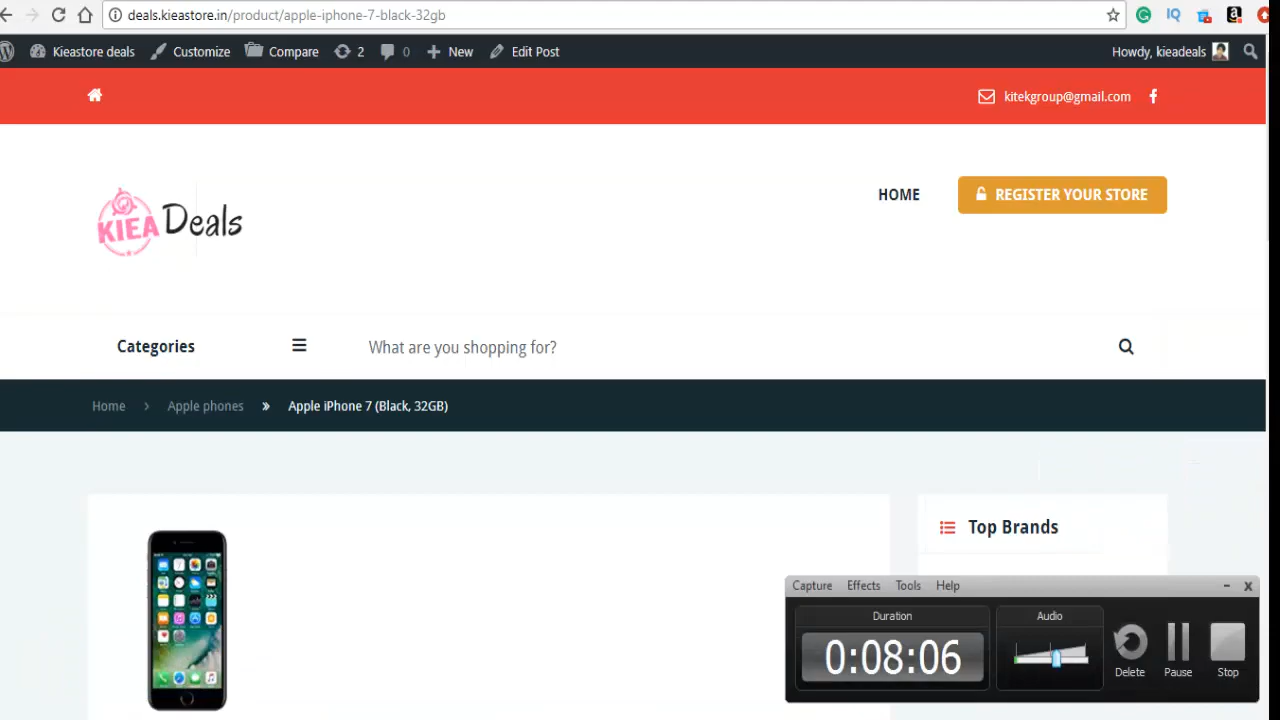 deals.kieastore.in/product/apple-iphone-7-black-32gb
Kieastore deals Customize Compare 2 0 New Edit Post Howdy, kieadeals
kitekgroup@gmail.com
KIEA Deals
HOME REGISTER YOUR STORE
Categories What are you shopping for?
Home > Apple phones » Apple iPhone 7 (Black, 32GB)
Top Brands
Capture Effects Tools Help
Duration Audio
0:08:06
Delete Pause Stop